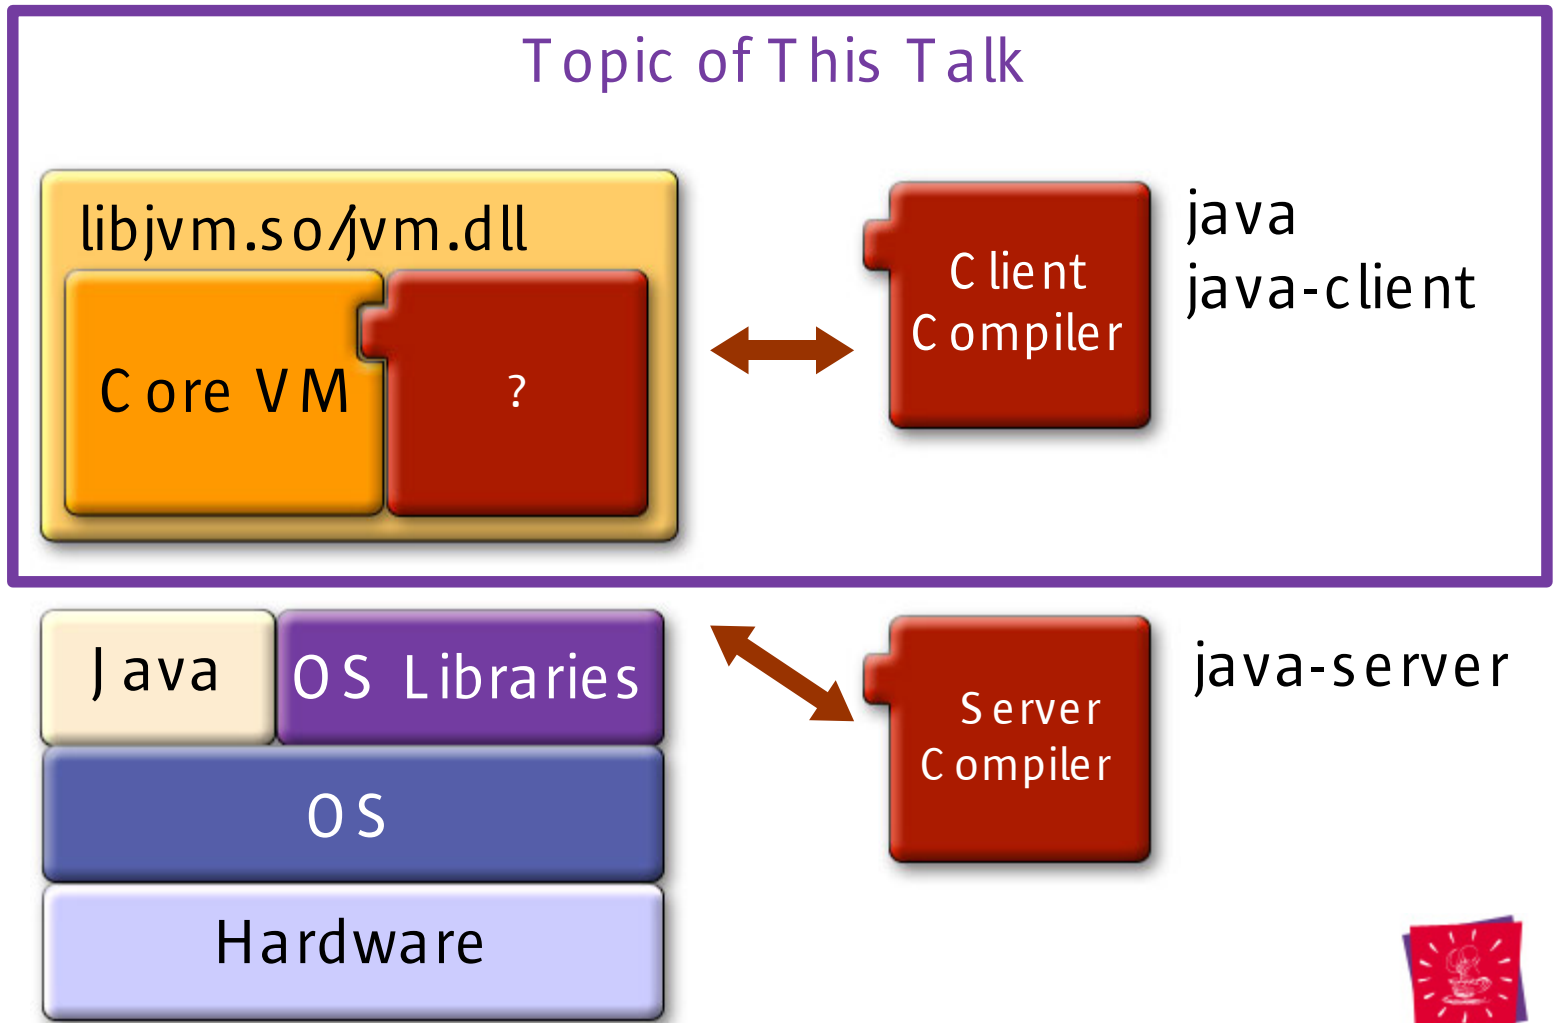 Topic of This Talk
libjvm.so/jvm.dll
Core VM
?
Client
Compiler
java
java-client
Java
OS Libraries
OS
Hardware
Server
Compiler
java-server